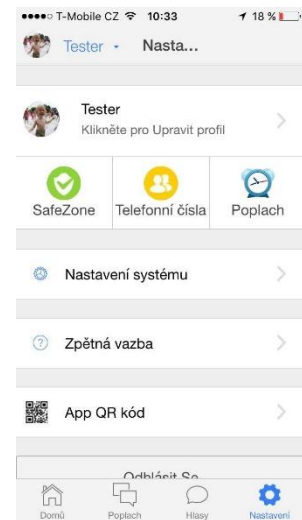 T-Mobile CZ 10:33 18 %
Tester Nasta...
Tester
Klikněte pro Upravit profil
SafeZone Telefonní čísla Poplach
Nastavení systému
Zpětná vazba
App QR kód
Odhlásit Se
Domů Poplach Hlasy Nastavení